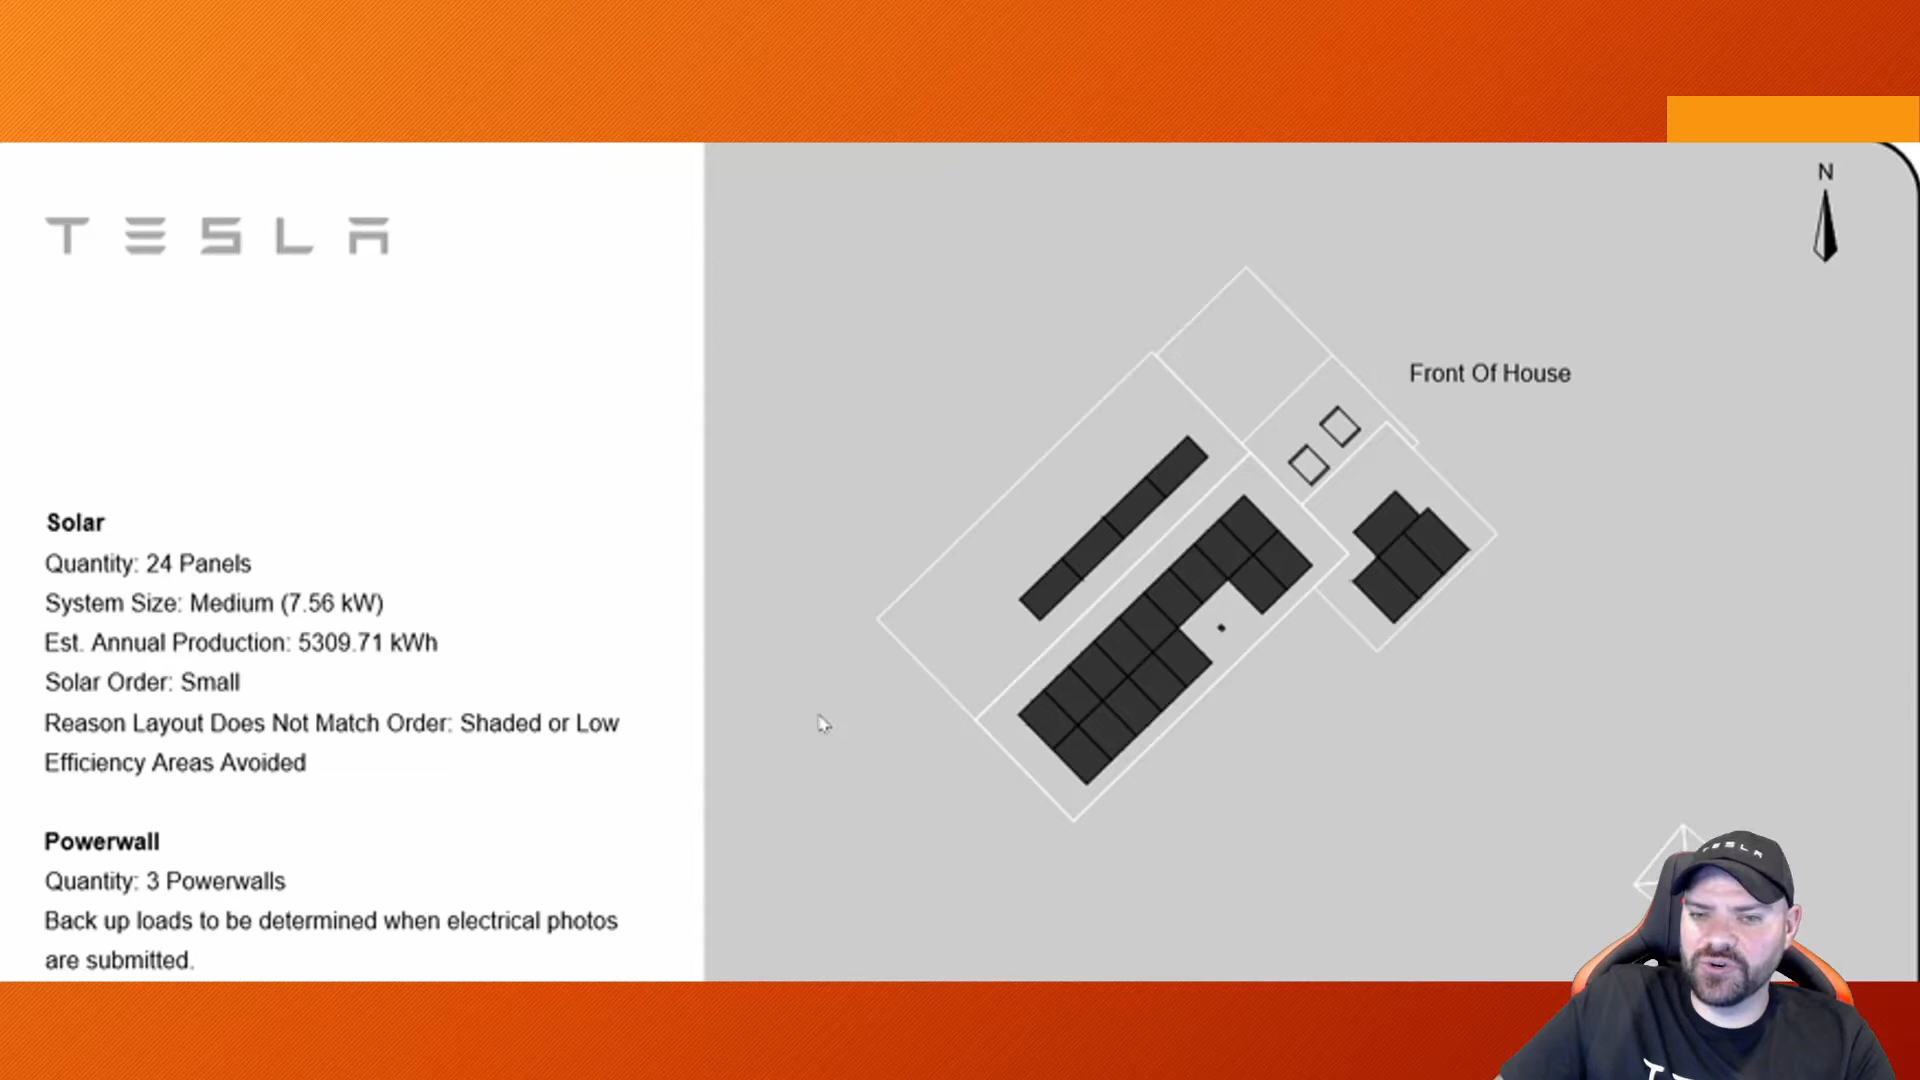 TESLA
N
Front Of House
Solar
Quantity: 24 Panels
System Size: Medium (7.56 kW)
Est. Annual Production: 5309.71 kWh
Solar Order: Small
Reason Layout Does Not Match Order: Shaded or Low
Efficiency Areas Avoided
Powerwall
Quantity: 3 Powerwalls
Back up loads to be determined when electrical photos
are submitted.
TESLA